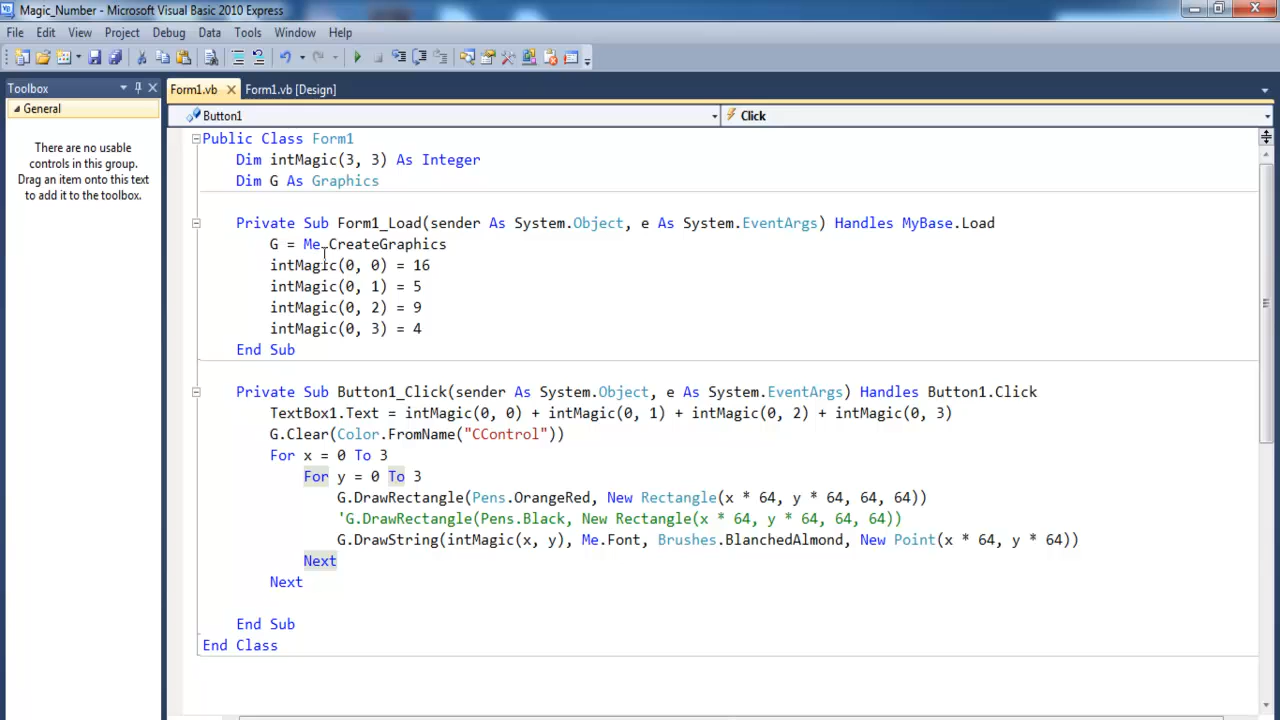 Magic_Number - Microsoft Visual Basic 2010 Express
File Edit View Project Debug Data Tools Window Help
Toolbox
Form1.vb
Form1.vb [Design]
General
Button1
Click
There are no usable
controls in this group.
Drag an item onto this text
to add it to the toolbox.
Public Class Form1
Dim intMagic(3, 3) As Integer
Dim G As Graphics
Private Sub Form1_Load(sender As System.Object, e As System.EventArgs) Handles MyBase.Load
G = Me.CreateGraphics
intMagic(0, 0) = 16
intMagic(0, 1) = 5
intMagic(0, 2) = 9
intMagic(0, 3) = 4
End Sub
Private Sub Button1_Click(sender As System.Object, e As System.EventArgs) Handles Button1.Click
TextBox1.Text = intMagic(0, 0) + intMagic(0, 1) + intMagic(0, 2) + intMagic(0, 3)
G.Clear(Color.FromName("CControl"))
For x = 0 To 3
For y = 0 To 3
G.DrawRectangle(Pens.OrangeRed, New Rectangle(x * 64, y * 64, 64, 64))
'G.DrawRectangle(Pens.Black, New Rectangle(x * 64, y * 64, 64, 64))
G.DrawString(intMagic(x, y), Me.Font, Brushes.BlanchedAlmond, New Point(x * 64, y * 64))
Next
Next
End Sub
End Class